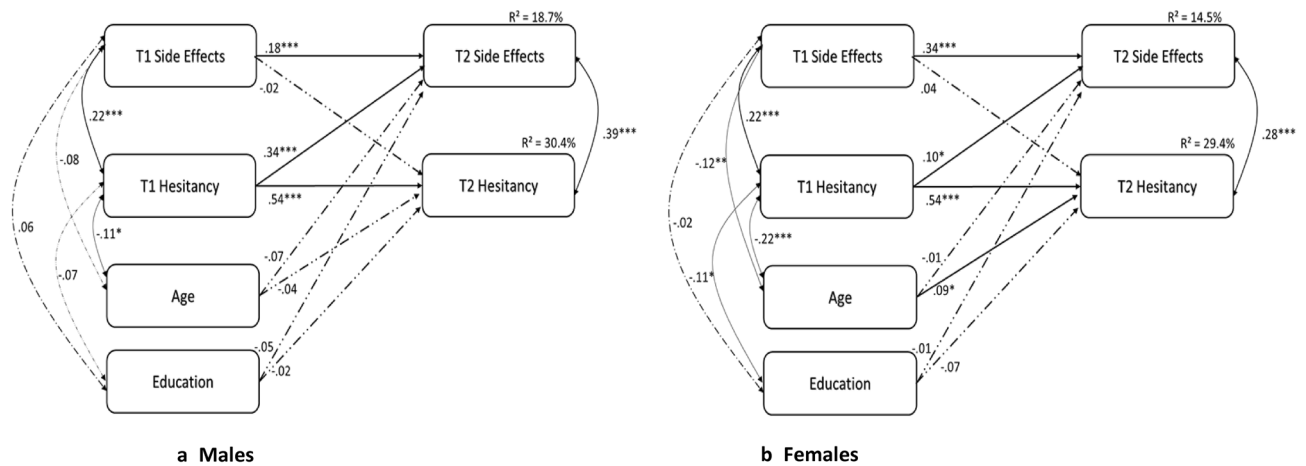 R² = 18.7%
T1 Side Effects
.18***
T2 Side Effects
-.02
.22***
.39***
R² = 30.4%
-.08
.34***
T1 Hesitancy
T2 Hesitancy
.54***
.06
-.11*
-.07
-.07
Age
-.04
-.05
-.02
Education
a Males
R² = 14.5%
T1 Side Effects
.34***
T2 Side Effects
.04
.22***
.28***
R² = 29.4%
-.12**
.10*
T1 Hesitancy
T2 Hesitancy
.54***
-.02
-.22***
-.11*
-.01
Age
.09*
-.01
-.07
Education
b Females